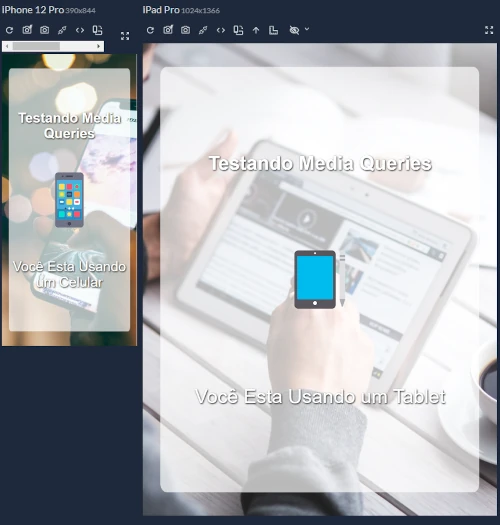 IPhone 12 Pro 390x844
Testando Media
Queries
Você Esta Usando
um Celular
IPad Pro 1024x1366
Testando Media Queries
Você Esta Usando um Tablet